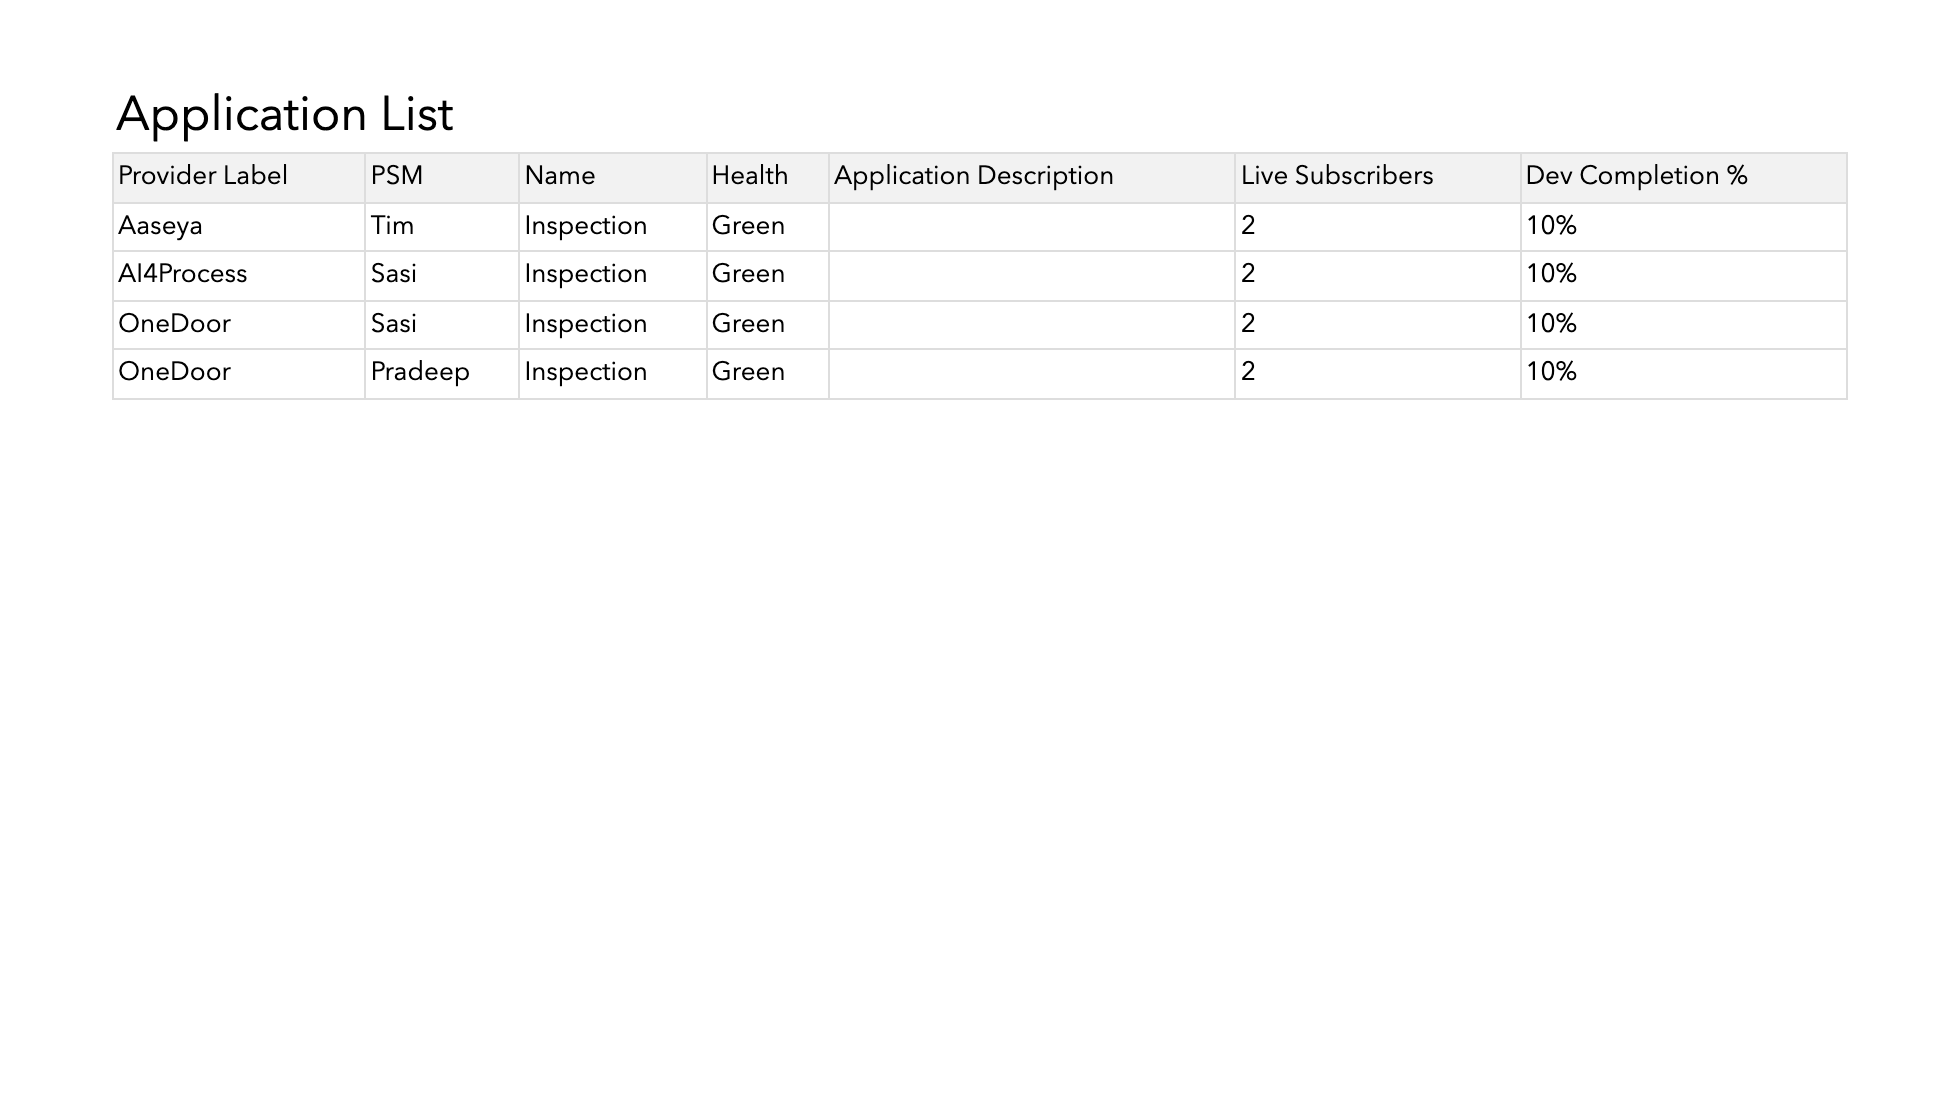 Application List
Provider Label PSM Name Health Application Description Live Subscribers Dev Completion %
Aaseya Tim Inspection Green 2 10%
AI4Process Sasi Inspection Green 2 10%
OneDoor Sasi Inspection Green 2 10%
OneDoor Pradeep Inspection Green 2 10%